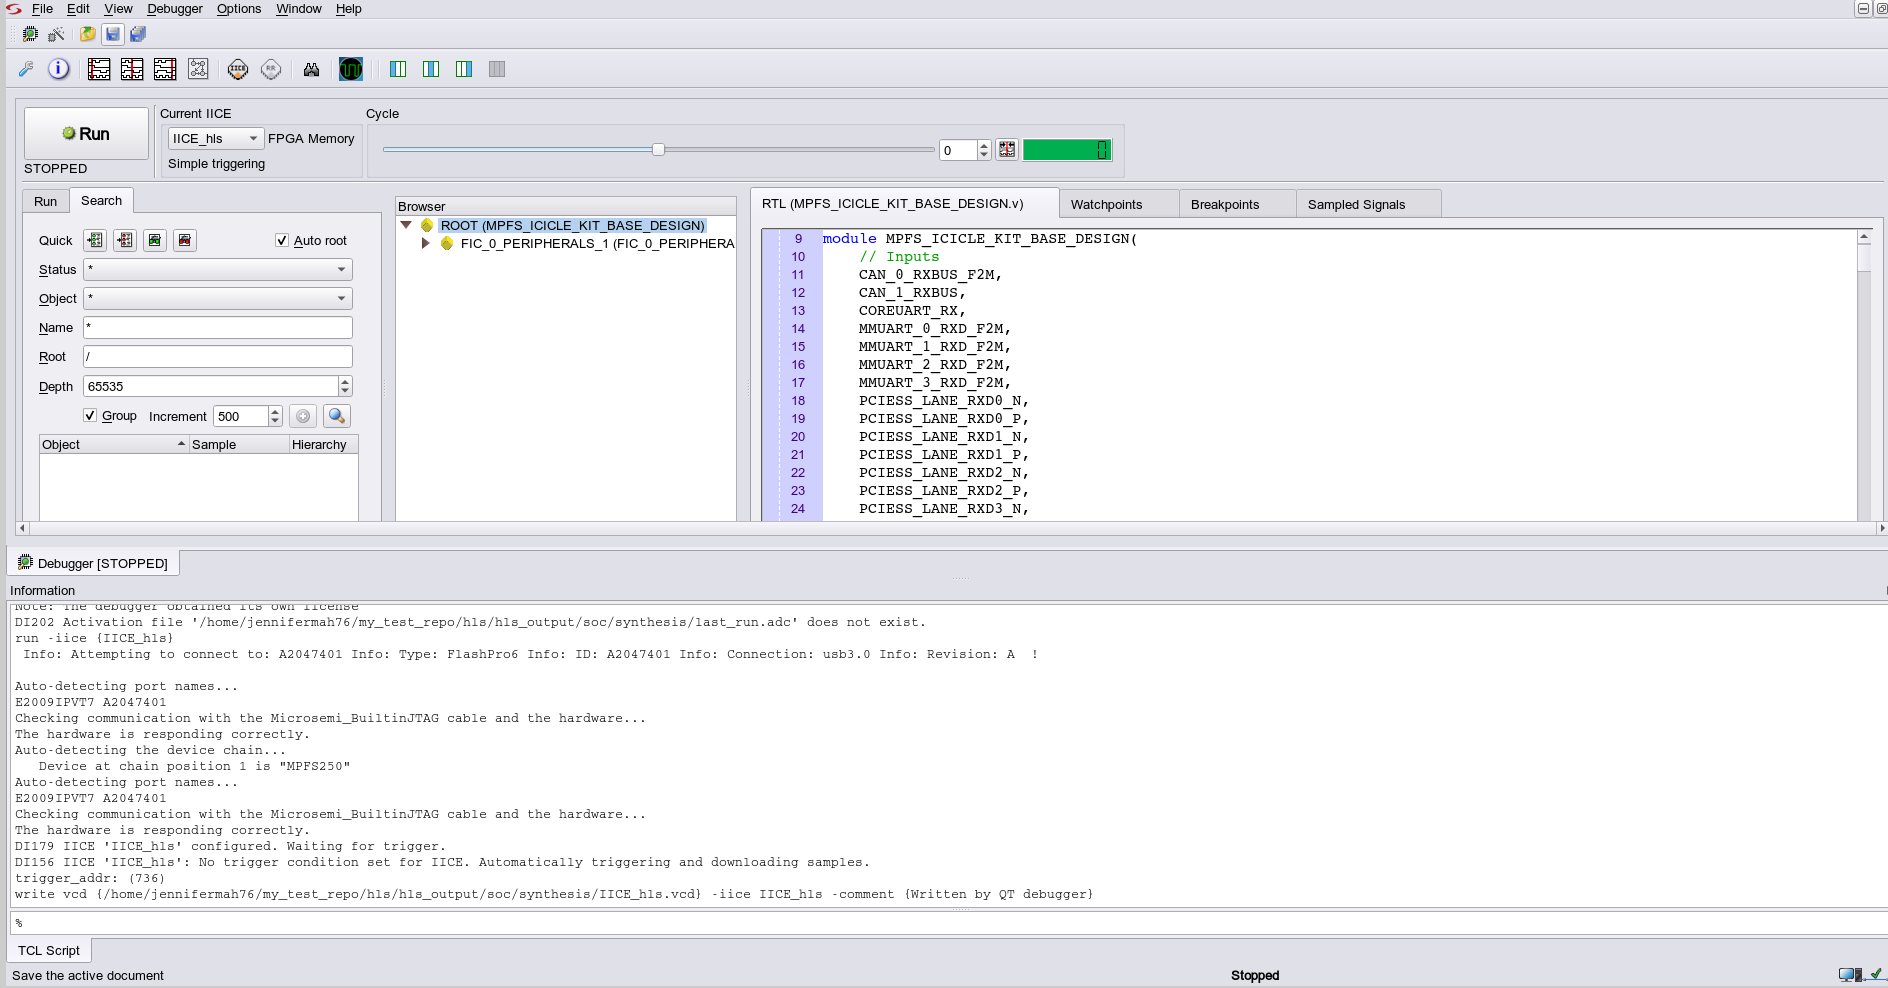 File Edit View Debugger Options Window Help
Run
STOPPED
Current IICE
IICE_hls FPGA Memory
Simple triggering
Cycle
0
0
Run Search
Quick Auto root
Status *
Object *
Name *
Root /
Depth 65535
Group Increment 500
Object Sample Hierarchy
Browser
ROOT (MPFS_ICICLE_KIT_BASE_DESIGN)
FIC_0_PERIPHERALS_1 (FIC_0_PERIPHERA
RTL (MPFS_ICICLE_KIT_BASE_DESIGN.v) Watchpoints Breakpoints Sampled Signals
9 module MPFS_ICICLE_KIT_BASE_DESIGN(
10 // Inputs
11 CAN_0_RXBUS_F2M,
12 CAN_1_RXBUS,
13 COREUART_RX,
14 MMUART_0_RXD_F2M,
15 MMUART_1_RXD_F2M,
16 MMUART_2_RXD_F2M,
17 MMUART_3_RXD_F2M,
18 PCIESS_LANE_RXD0_N,
19 PCIESS_LANE_RXD0_P,
20 PCIESS_LANE_RXD1_N,
21 PCIESS_LANE_RXD1_P,
22 PCIESS_LANE_RXD2_N,
23 PCIESS_LANE_RXD2_P,
24 PCIESS_LANE_RXD3_N,
Debugger [STOPPED]
Information
Note: The debugger obtained its own license
DI202 Activation file '/home/jennifermah76/my_test_repo/hls/hls_output/soc/synthesis/last_run.adc' does not exist.
run -iice {IICE_hls}
Info: Attempting to connect to: A2047401 Info: Type: FlashPro6 Info: ID: A2047401 Info: Connection: usb3.0 Info: Revision: A !
Auto-detecting port names...
E2009IPVT7 A2047401
Checking communication with the Microsemi_BuiltinJTAG cable and the hardware...
The hardware is responding correctly.
Auto-detecting the device chain...
Device at chain position 1 is "MPFS250"
Auto-detecting port names...
E2009IPVT7 A2047401
Checking communication with the Microsemi_BuiltinJTAG cable and the hardware...
The hardware is responding correctly.
DI179 IICE 'IICE_hls' configured. Waiting for trigger.
DI156 IICE 'IICE_hls': No trigger condition set for IICE. Automatically triggering and downloading samples.
trigger_addr: (736)
write vcd {/home/jennifermah76/my_test_repo/hls/hls_output/soc/synthesis/IICE_hls.vcd} -iice IICE_hls -comment {Written by QT debugger}
%
TCL Script
Save the active document Stopped